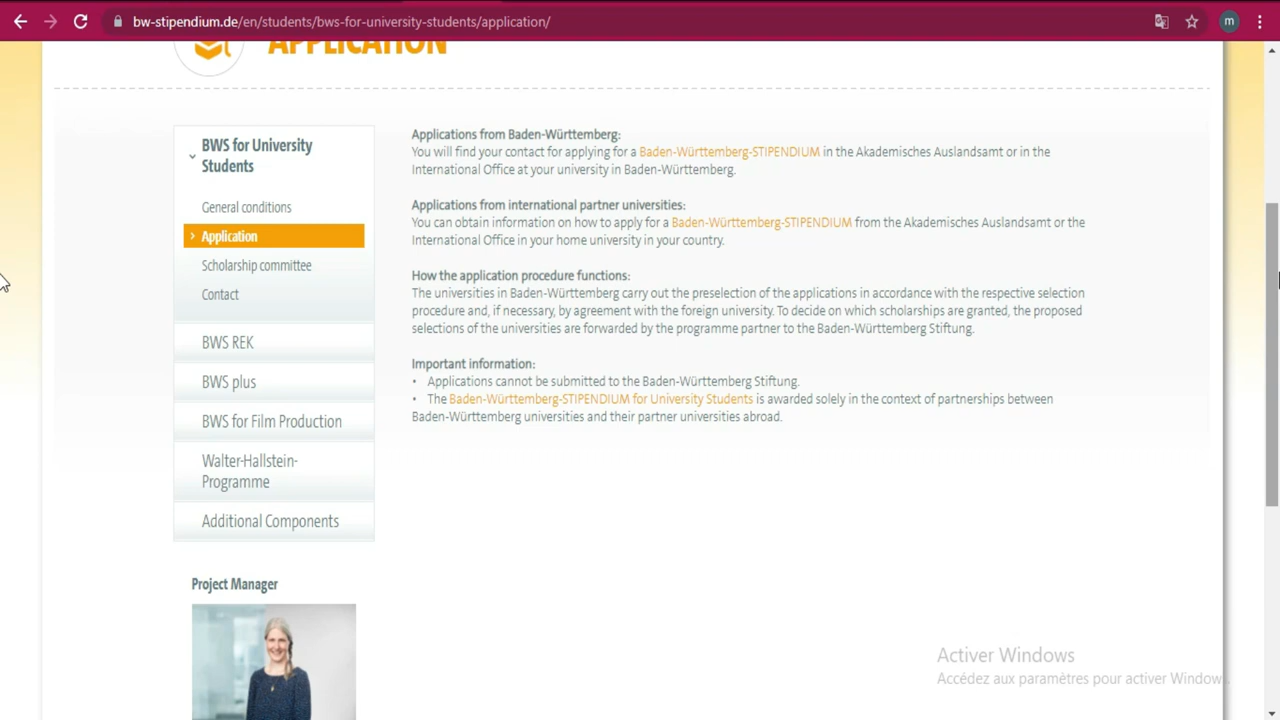 bw-stipendium.de/en/students/bws-for-university-students/application/
m
APPLICATION
BWS for University
Students
General conditions
Application
Scholarship committee
Contact
BWS REK
BWS plus
BWS for Film Production
Walter-Hallstein-
Programme
Additional Components
Project Manager
Applications from Baden-Württemberg:
You will find your contact for applying for a Baden-Württemberg-STIPENDIUM in the Akademisches Auslandsamt or in the
International Office at your university in Baden-Württemberg.
Applications from international partner universities:
You can obtain information on how to apply for a Baden-Württemberg-STIPENDIUM from the Akademisches Auslandsamt or the
International Office in your home university in your country.
How the application procedure functions:
The universities in Baden-Württemberg carry out the preselection of the applications in accordance with the respective selection
procedure and, if necessary, by agreement with the foreign university. To decide on which scholarships are granted, the proposed
selections of the universities are forwarded by the programme partner to the Baden-Württemberg Stiftung.
Important information:
• Applications cannot be submitted to the Baden-Württemberg Stiftung.
• The Baden-Württemberg-STIPENDIUM for University Students is awarded solely in the context of partnerships between
Baden-Württemberg universities and their partner universities abroad.
Activer Windows
Accédez aux paramètres pour activer Window